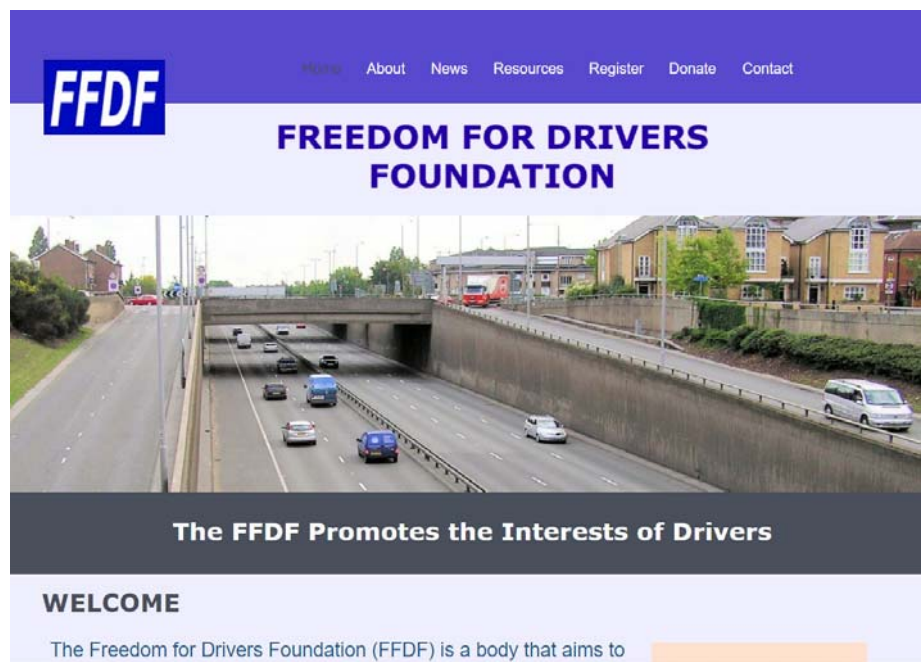 FFDF
Home About News Resources Register Donate Contact
FREEDOM FOR DRIVERS
FOUNDATION
The FFDF Promotes the Interests of Drivers
WELCOME
The Freedom for Drivers Foundation (FFDF) is a body that aims to